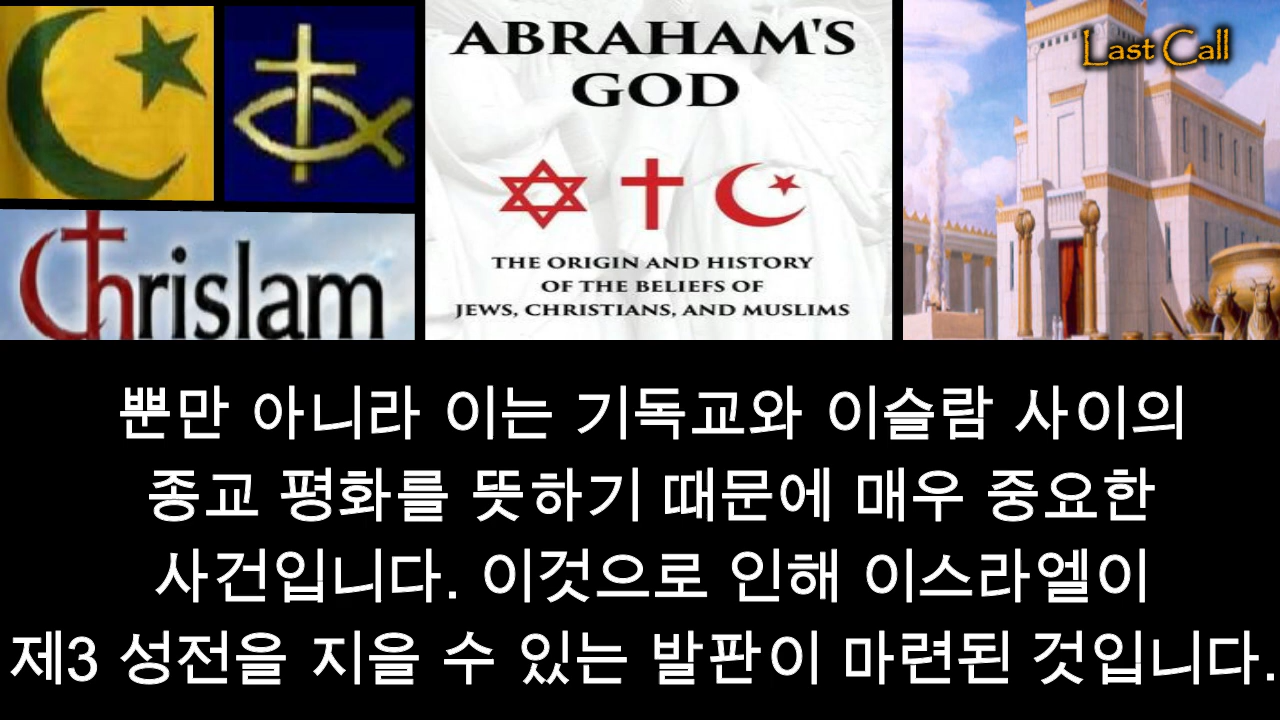 ABRAHAM'S
GOD
THE ORIGIN AND HISTORY
OF THE BELIEFS OF
JEWS, CHRISTIANS, AND MUSLIMS
Last Call
Chrislam
뿐만 아니라 이는 기독교와 이슬람 사이의
종교 평화를 뜻하기 때문에 매우 중요한
사건입니다. 이것으로 인해 이스라엘이
제3 성전을 지을 수 있는 발판이 마련된 것입니다.